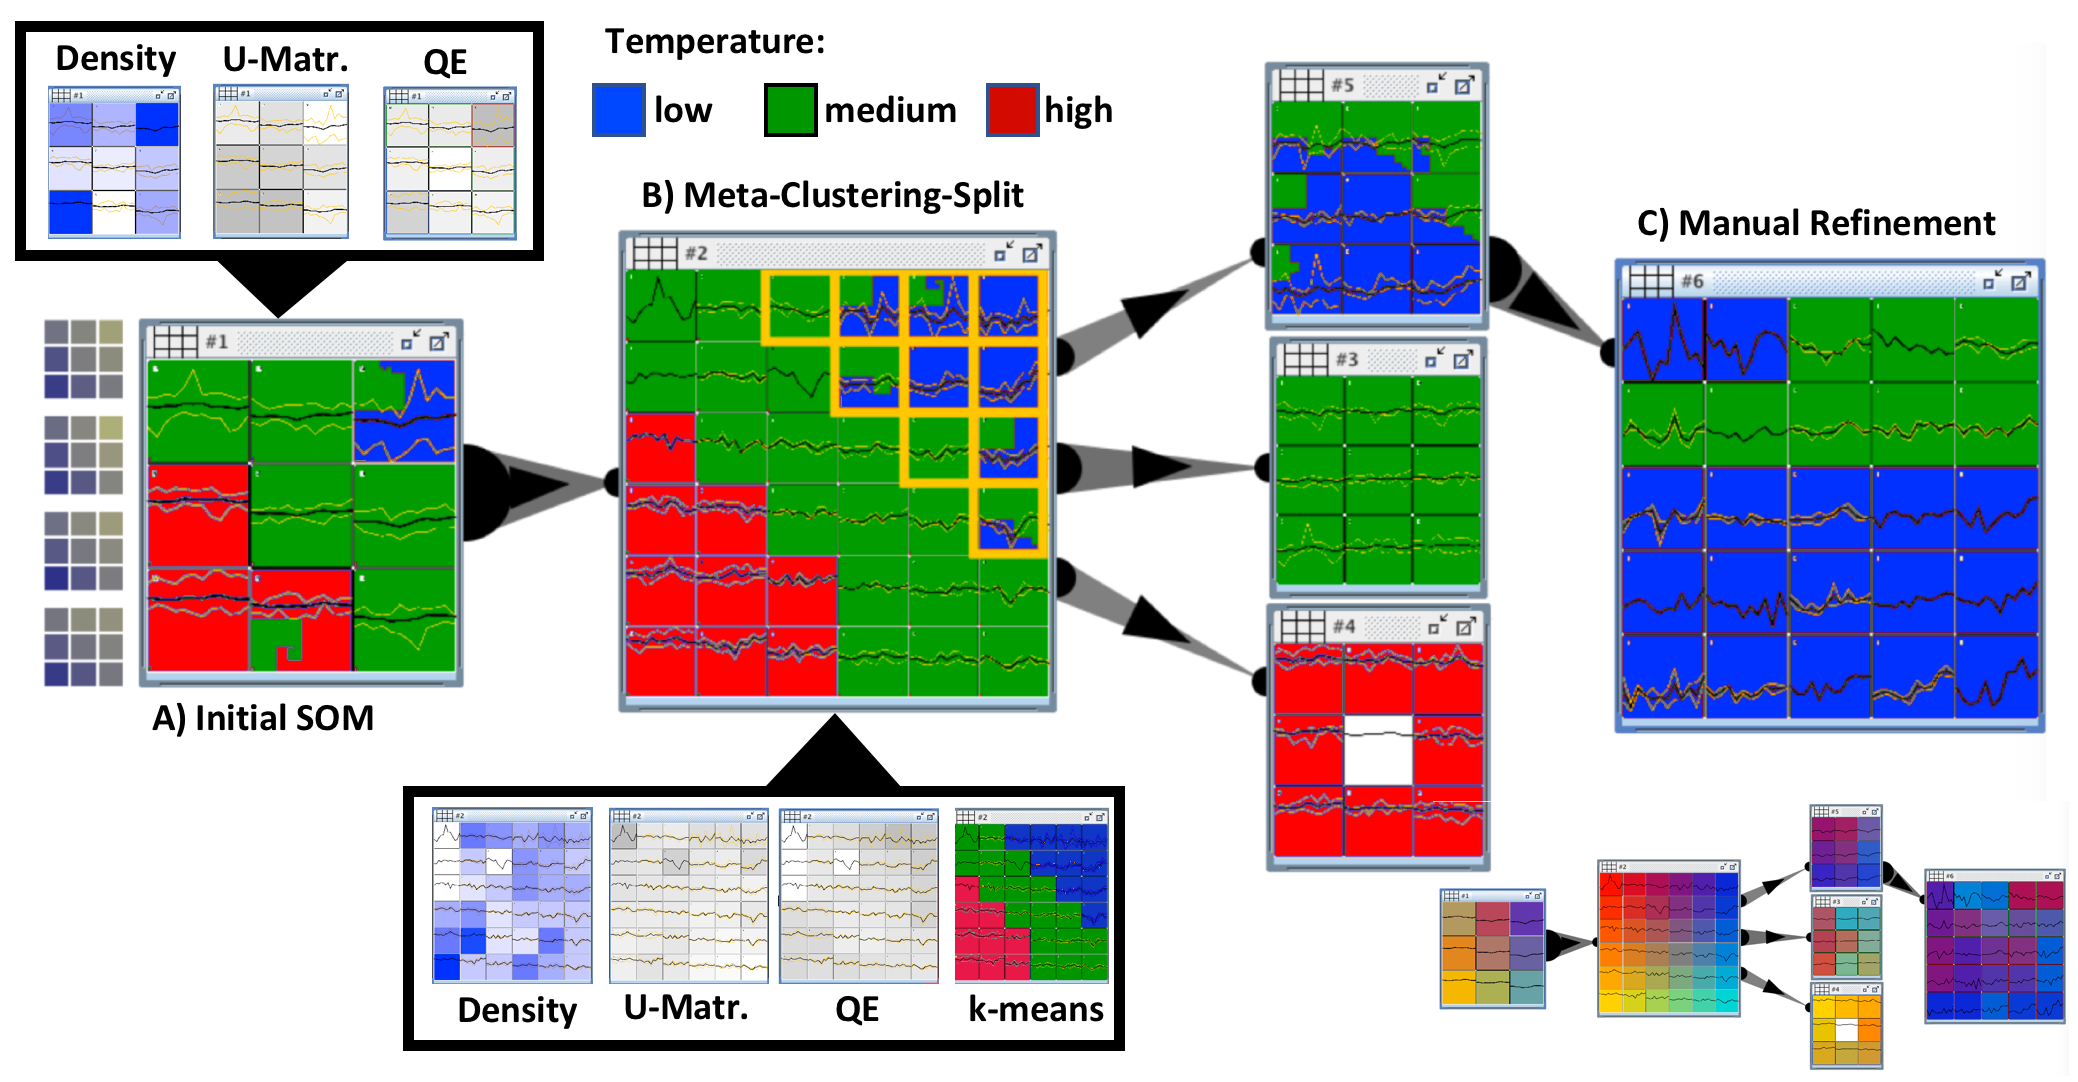 Density U-Matr. QE
#1 #1 #1
Temperature:
low medium high
B) Meta-Clustering-Split
C) Manual Refinement
#5
#2
#6
#1
#3
#4
A) Initial SOM
#2 #2 #2 #2
Density U-Matr. QE k-means
#5
#2
#6
#1
#3
#4